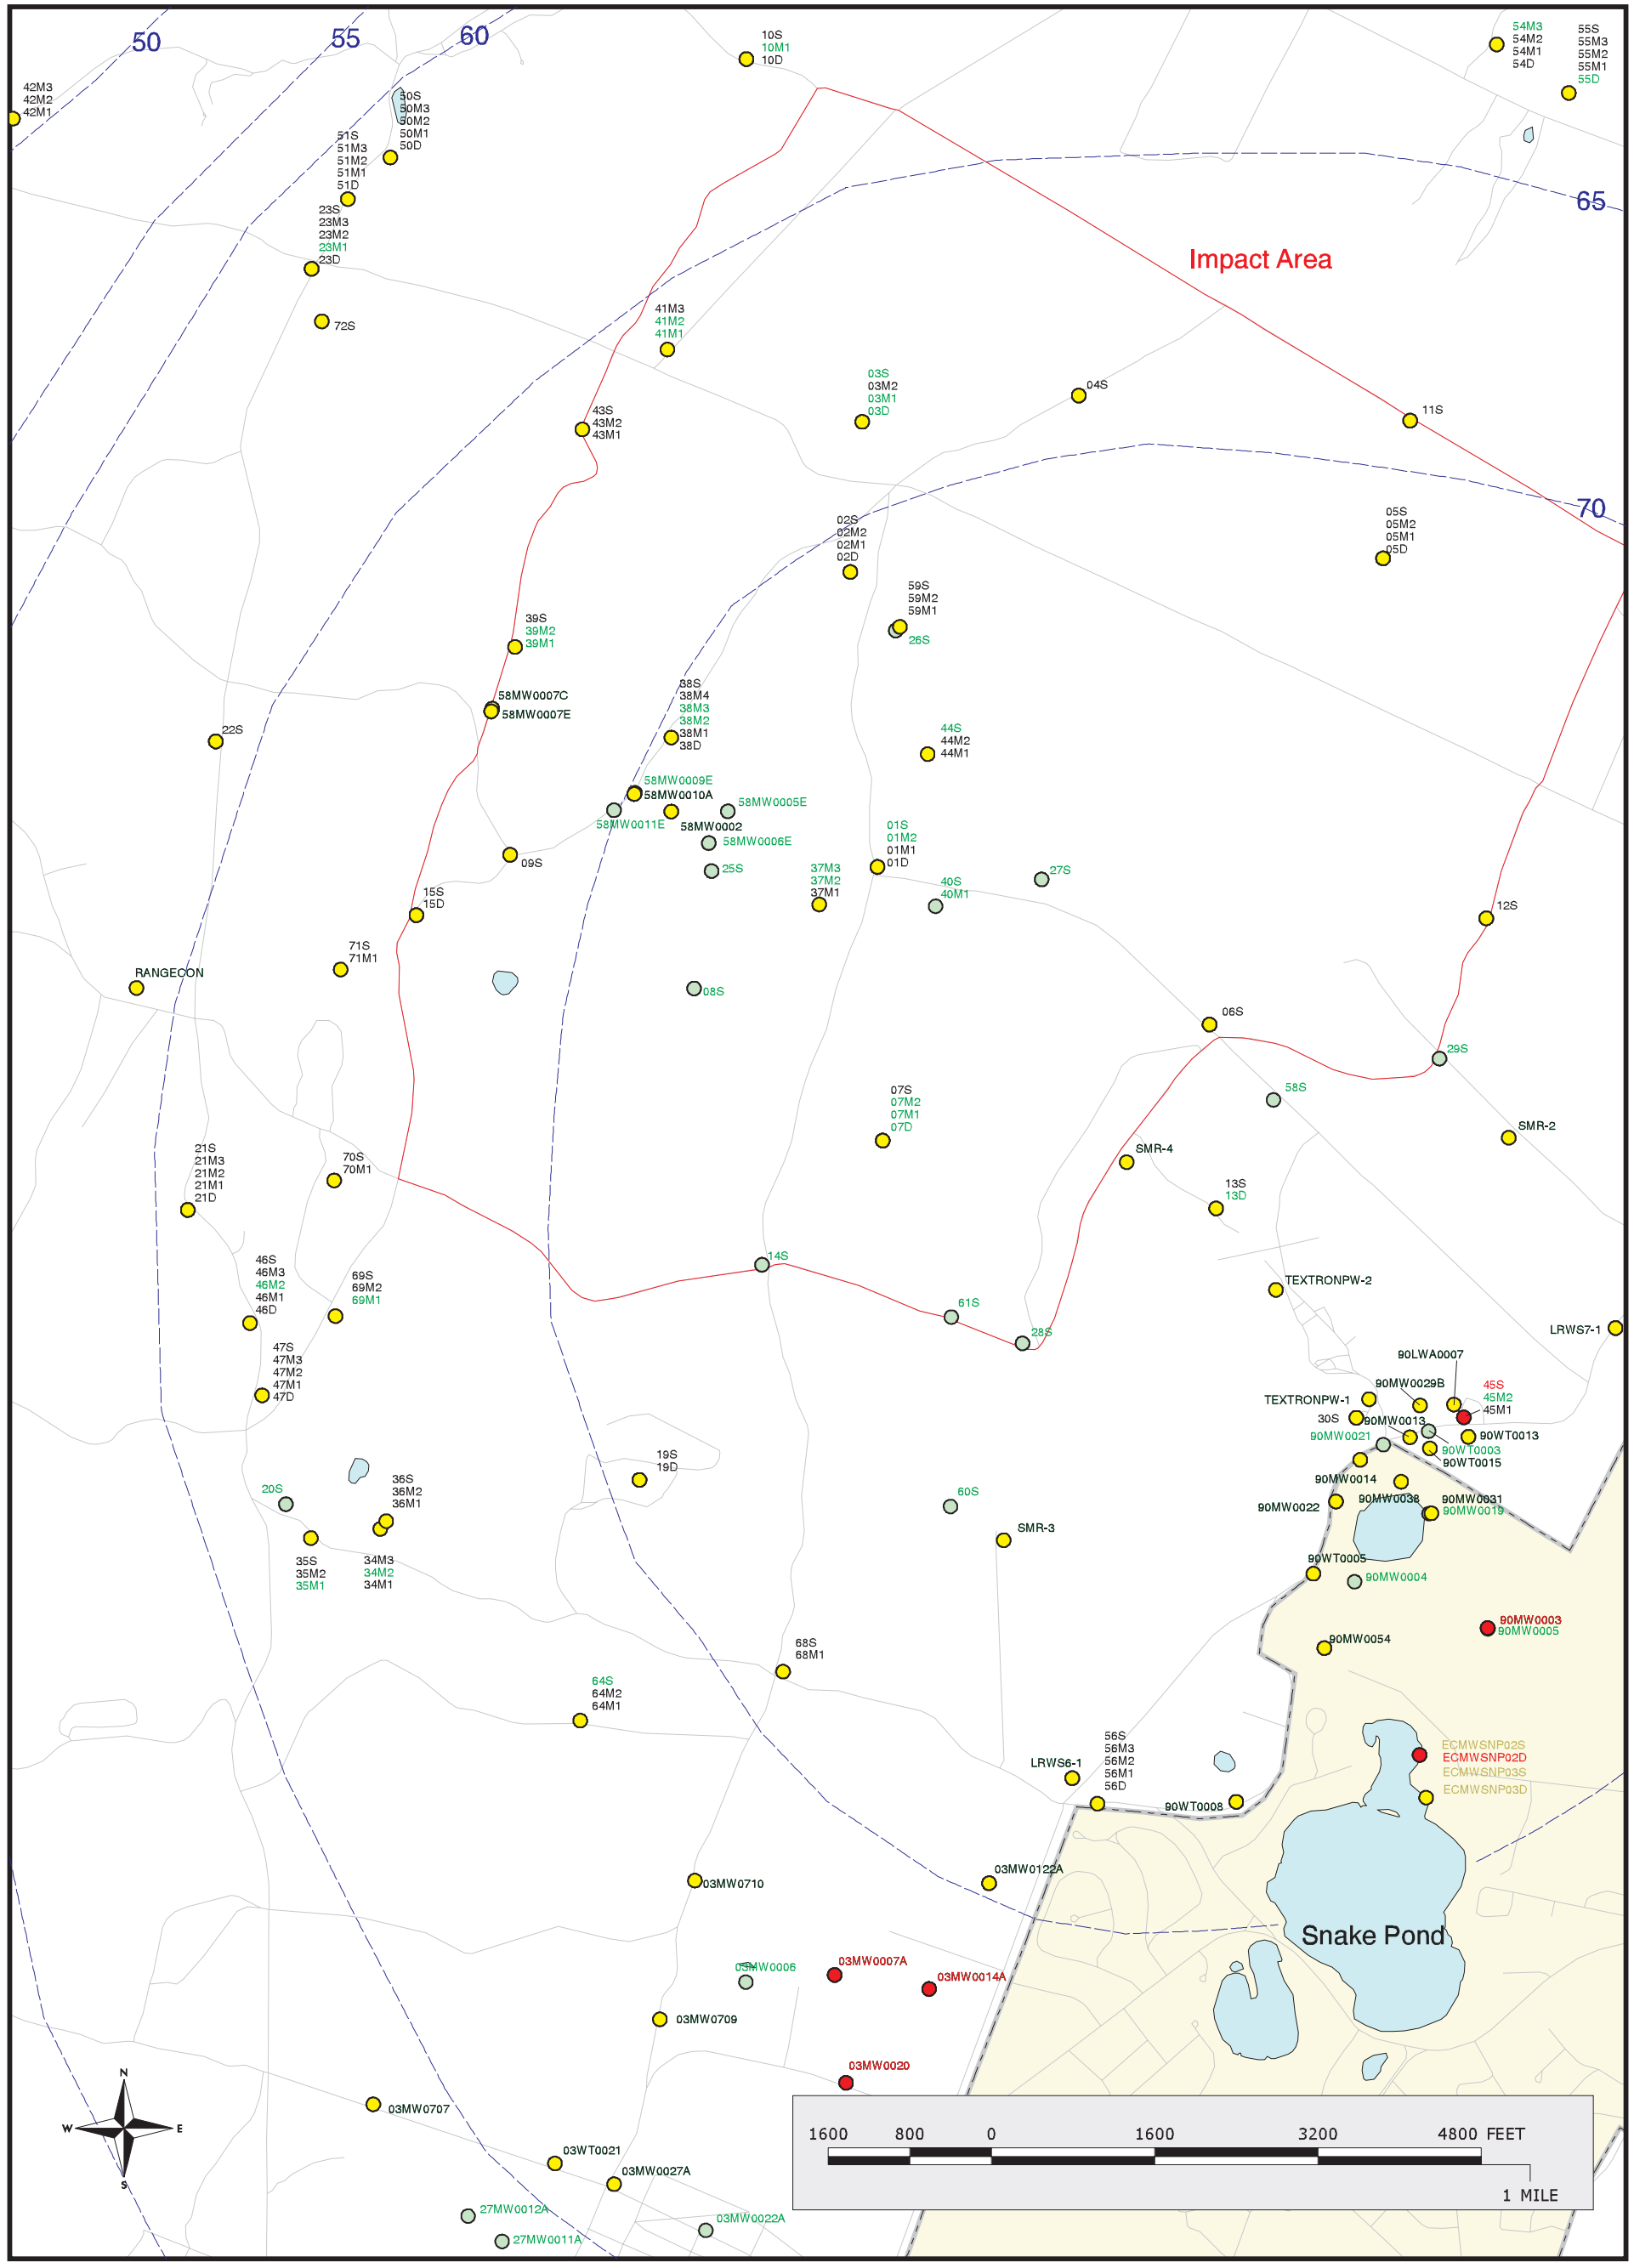 50
55
60
10S
10M1
10D
54M3
54M2
54M1
54D
55S
55M3
55M2
55M1
55D
42M3
42M2
42M1
50S
50M3
50M2
50M1
50D
51S
51M3
51M2
51M1
51D
65
23S
23M3
23M2
23M1
23D
Impact Area
72S
41M3
41M2
41M1
03S
03M2
03M1
03D
04S
43S
43M2
43M1
11S
70
02S
02M2
02M1
02D
05S
05M2
05M1
05D
59S
59M2
59M1
26S
39S
39M2
39M1
58MW0007C
58MW0007E
38S
38M4
38M3
38M2
38M1
38D
22S
44S
44M2
44M1
58MW0009E
58MW0010A
58MW0011E
58MW0002
58MW0005E
58MW0006E
25S
01S
01M2
01M1
01D
09S
37M3
37M2
37M1
40S
40M1
27S
15S
15D
12S
71S
71M1
RANGECON
08S
06S
29S
58S
07S
07M2
07M1
07D
SMR-2
SMR-4
21S
21M3
21M2
21M1
21D
70S
70M1
13S
13D
46S
46M3
46M2
46M1
46D
14S
69S
69M2
69M1
TEXTRONPW-2
61S
28S
LRWS7-1
47S
47M3
47M2
47M1
47D
90LWA0007
90MW0029B
45S
45M2
45M1
TEXTRONPW-1
30S
90MW0013
90MW0021
90WT0013
90WT0003
90WT0015
19S
19D
36S
36M2
36M1
20S
90MW0014
90MW0022
90MW0038
90MW0031
90MW0019
60S
SMR-3
35S
35M2
35M1
34M3
34M2
34M1
90WT0005
90MW0004
90MW0003
90MW0005
90MW0054
68S
68M1
64S
64M2
64M1
56S
56M3
56M2
56M1
56D
LRWS6-1
ECMWSNP02S
ECMWSNP02D
ECMWSNP03S
ECMWSNP03D
90WT0008
03MW0710
03MW0122A
Snake Pond
03MW0006
03MW0007A
03MW0014A
03MW0709
03MW0020
N
W
E
S
03MW0707
1600 800 0 1600 3200 4800 FEET
1 MILE
03WT0021
03MW0027A
27MW0012A
27MW0011A
03MW0022A